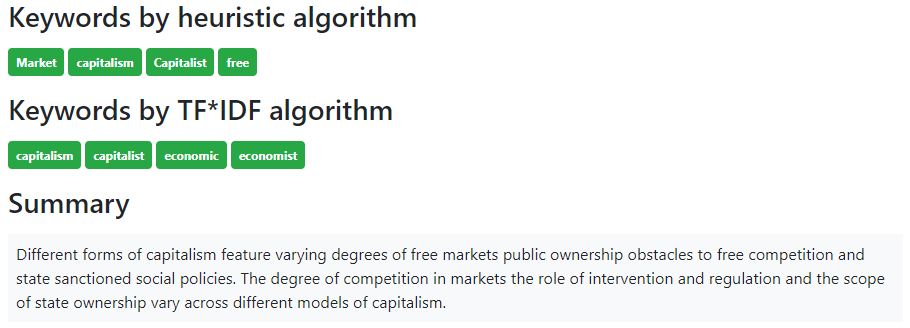 Keywords by heuristic algorithm
Market capitalism Capitalist free
Keywords by TF*IDF algorithm
capitalism capitalist economic economist
Summary
Different forms of capitalism feature varying degrees of free markets public ownership obstacles to free competition and
state sanctioned social policies. The degree of competition in markets the role of intervention and regulation and the scope
of state ownership vary across different models of capitalism.